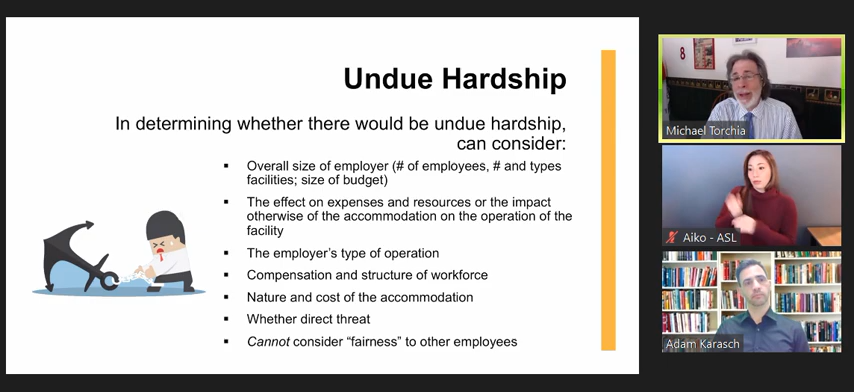 Undue Hardship
In determining whether there would be undue hardship,
can consider:
▪ Overall size of employer (# of employees, # and types
facilities; size of budget)
▪ The effect on expenses and resources or the impact
otherwise of the accommodation on the operation of the
facility
▪ The employer’s type of operation
▪ Compensation and structure of workforce
▪ Nature and cost of the accommodation
▪ Whether direct threat
▪ Cannot consider “fairness” to other employees
8
Michael Torchia
Aiko - ASL
Adam Karasch